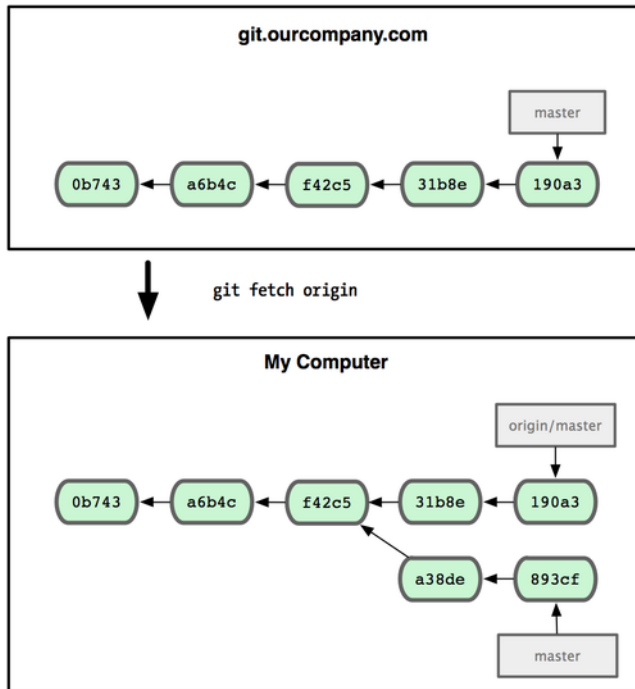 git.ourcompany.com
master
0b743 a6b4c f42c5 31b8e 190a3
git fetch origin
My Computer
origin/master
0b743 a6b4c f42c5 31b8e 190a3
a38de 893cf
master